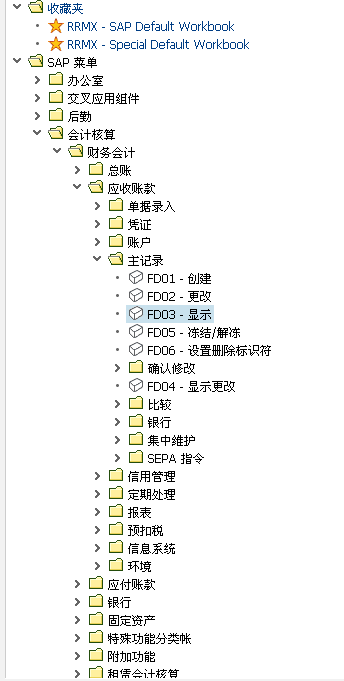 收藏夹
RRMX - SAP Default Workbook
RRMX - Special Default Workbook
SAP 菜单
办公室
交叉应用组件
后勤
会计核算
财务会计
总账
应收账款
单据录入
凭证
账户
主记录
FD01 - 创建
FD02 - 更改
FD03 - 显示
FD05 - 冻结/解冻
FD06 - 设置删除标识符
确认修改
FD04 - 显示更改
比较
银行
集中维护
SEPA 指令
信用管理
定期处理
报表
预扣税
信息系统
环境
应付账款
银行
固定资产
特殊功能分类帐
附加功能
租赁会计核算